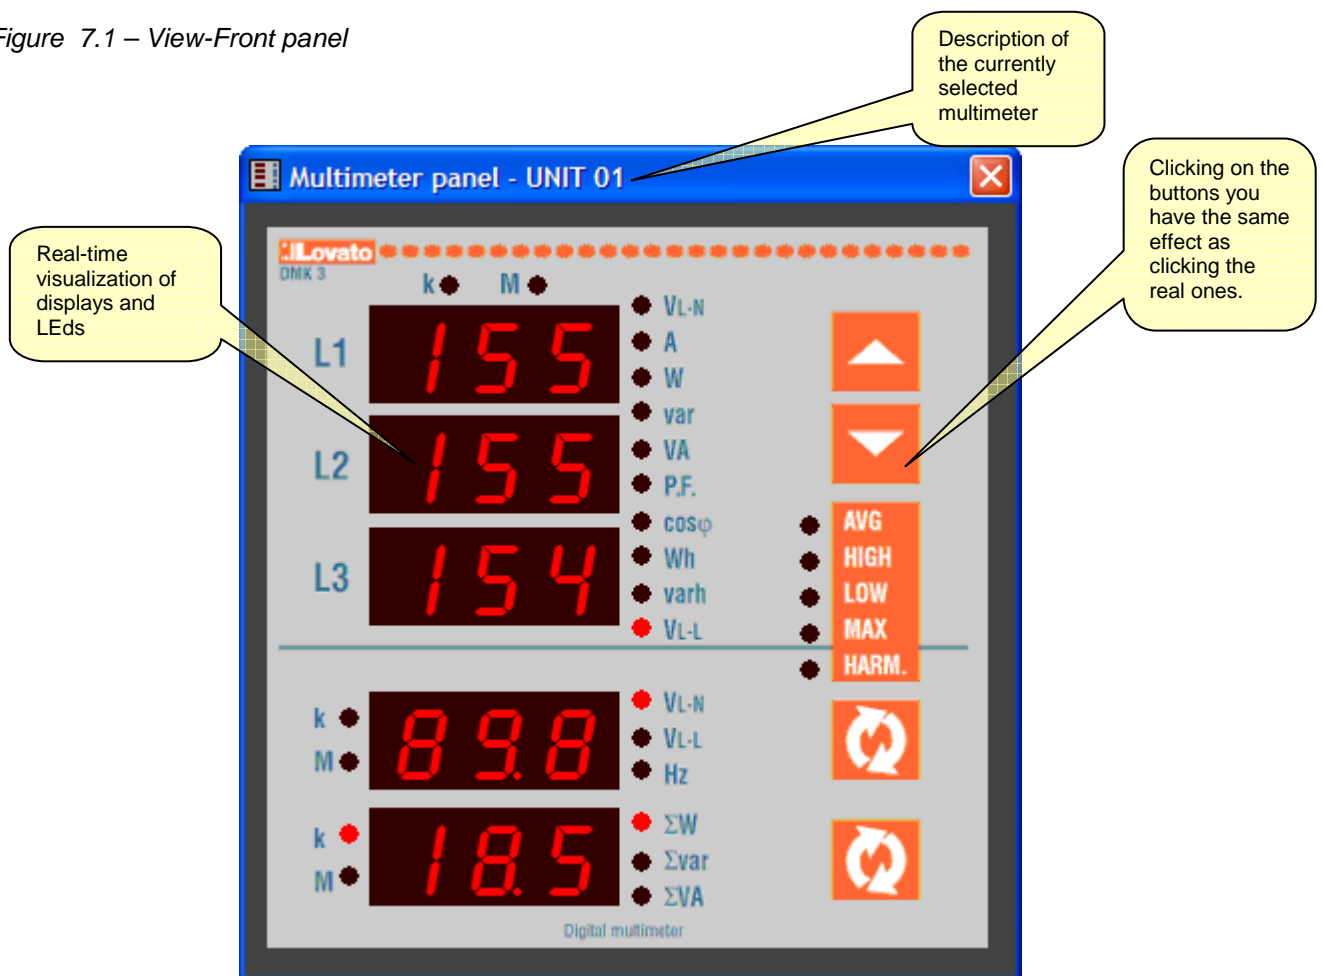 Figure 7.1 – View-Front panel
Description of
the currently
selected
multimeter
Clicking on the
buttons you
have the same
effect as
clicking the
real ones.
Real-time
visualization of
displays and
LEds
Multimeter panel - UNIT 01
Lovato
DMK 3
k M
L1
155
L2
155
L3
154
VL-N
A
W
var
VA
P.F.
cosφ
Wh
varh
VL-L
AVG
HIGH
LOW
MAX
HARM.
k
M
89.8
VL-N
VL-L
Hz
k
M
18.5
ΣW
Σvar
ΣVA
Digital multimeter